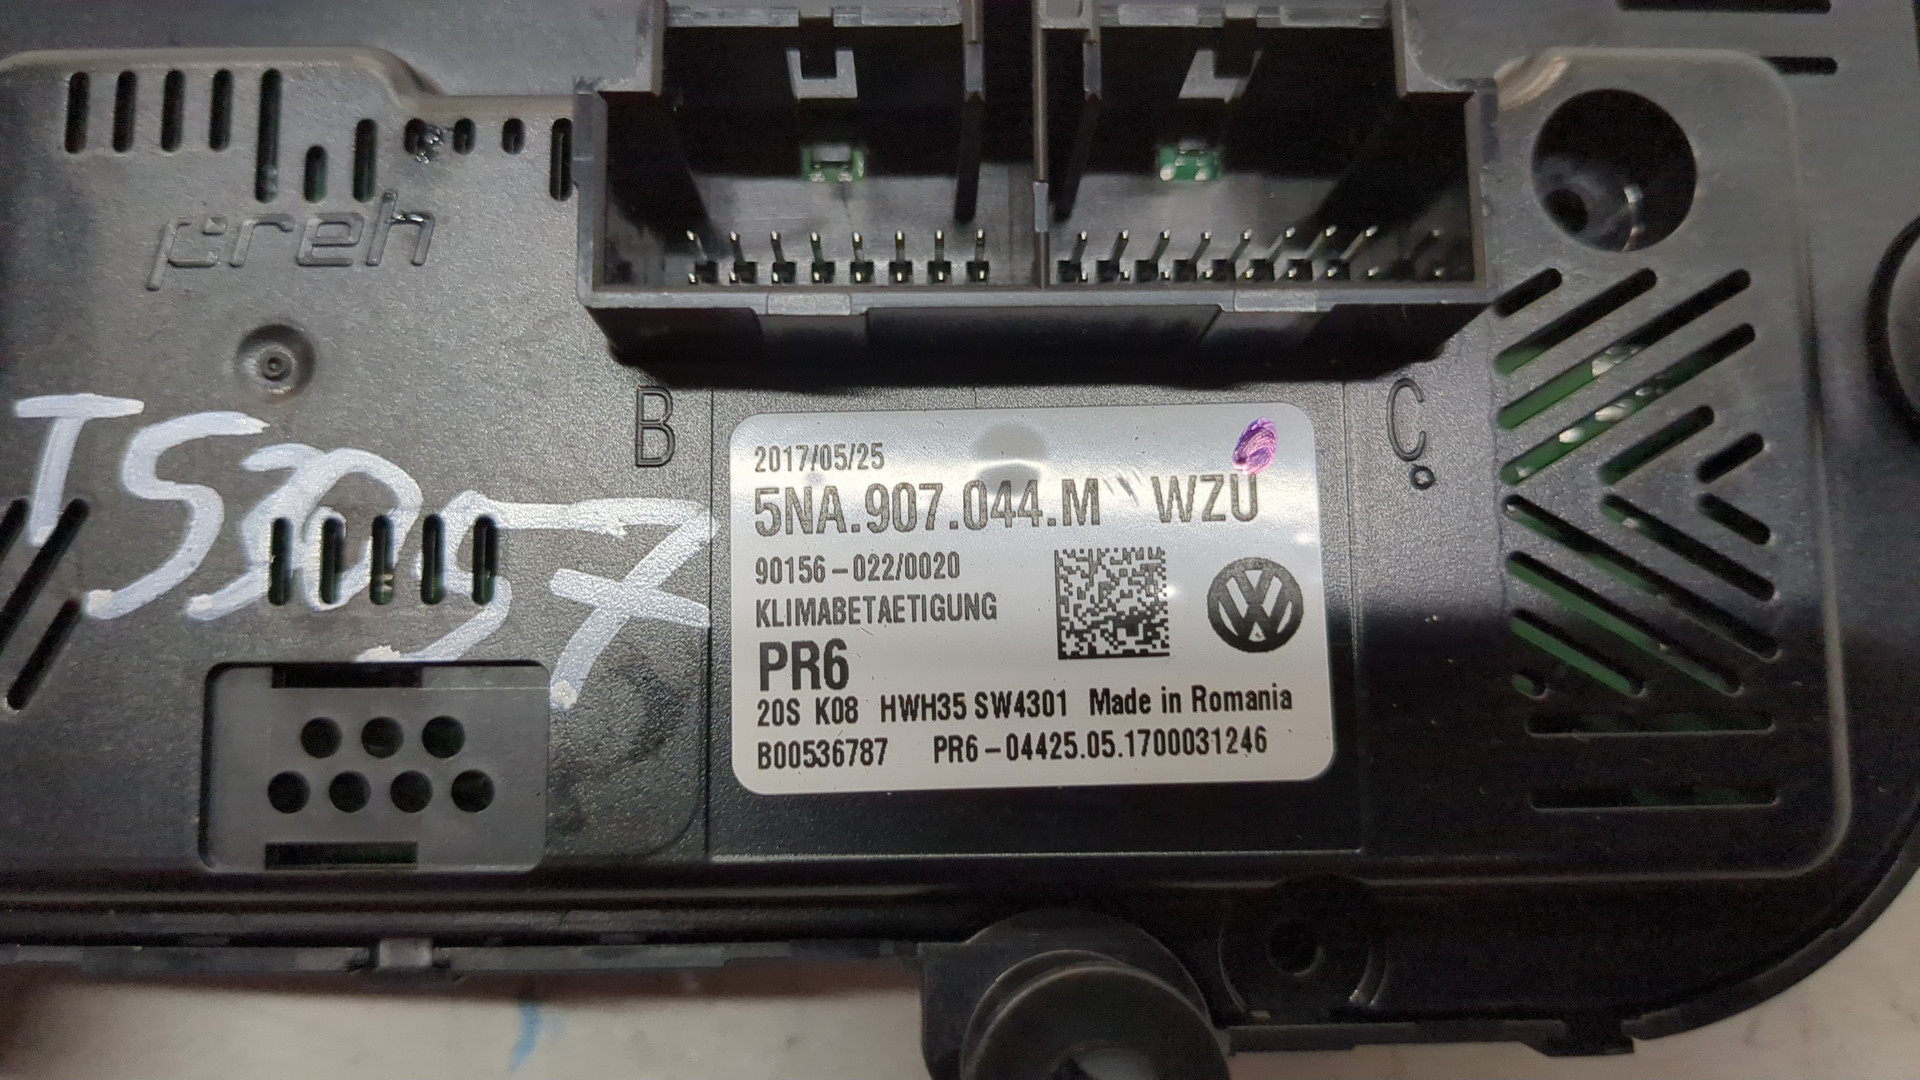 preh
B
C
TS3057
2017/05/25
5NA.907.044.M WZU
90156-022/0020
KLIMABETAETIGUNG
PR6
20S K08 HWH35 SW4301 Made in Romania
B00536787 PR6-04425.05.1700031246